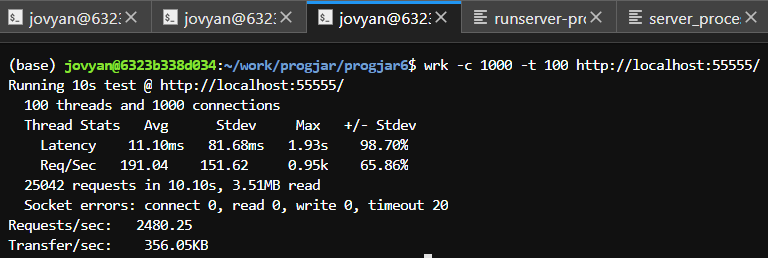 jovyan@6323 jovyan@6323 jovyan@6323 runserver-pro server_proces
(base) jovyan@6323b338d034:~/work/progjar/progjar6$ wrk -c 1000 -t 100 http://localhost:55555/
Running 10s test @ http://localhost:55555/
  100 threads and 1000 connections
  Thread Stats   Avg      Stdev     Max   +/- Stdev
    Latency    11.10ms   81.68ms   1.93s    98.70%
    Req/Sec   191.04    151.62     0.95k    65.86%
  25042 requests in 10.10s, 3.51MB read
  Socket errors: connect 0, read 0, write 0, timeout 20
Requests/sec:   2480.25
Transfer/sec:    356.05KB